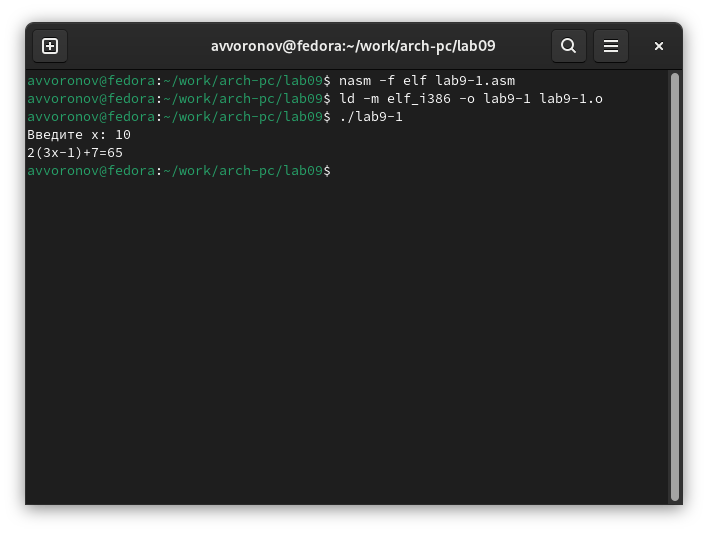 avvoronov@fedora:~/work/arch-pc/lab09
avvoronov@fedora:~/work/arch-pc/lab09$ nasm -f elf lab9-1.asm
avvoronov@fedora:~/work/arch-pc/lab09$ ld -m elf_i386 -o lab9-1 lab9-1.o
avvoronov@fedora:~/work/arch-pc/lab09$ ./lab9-1
Введите x: 10
2(3x-1)+7=65
avvoronov@fedora:~/work/arch-pc/lab09$